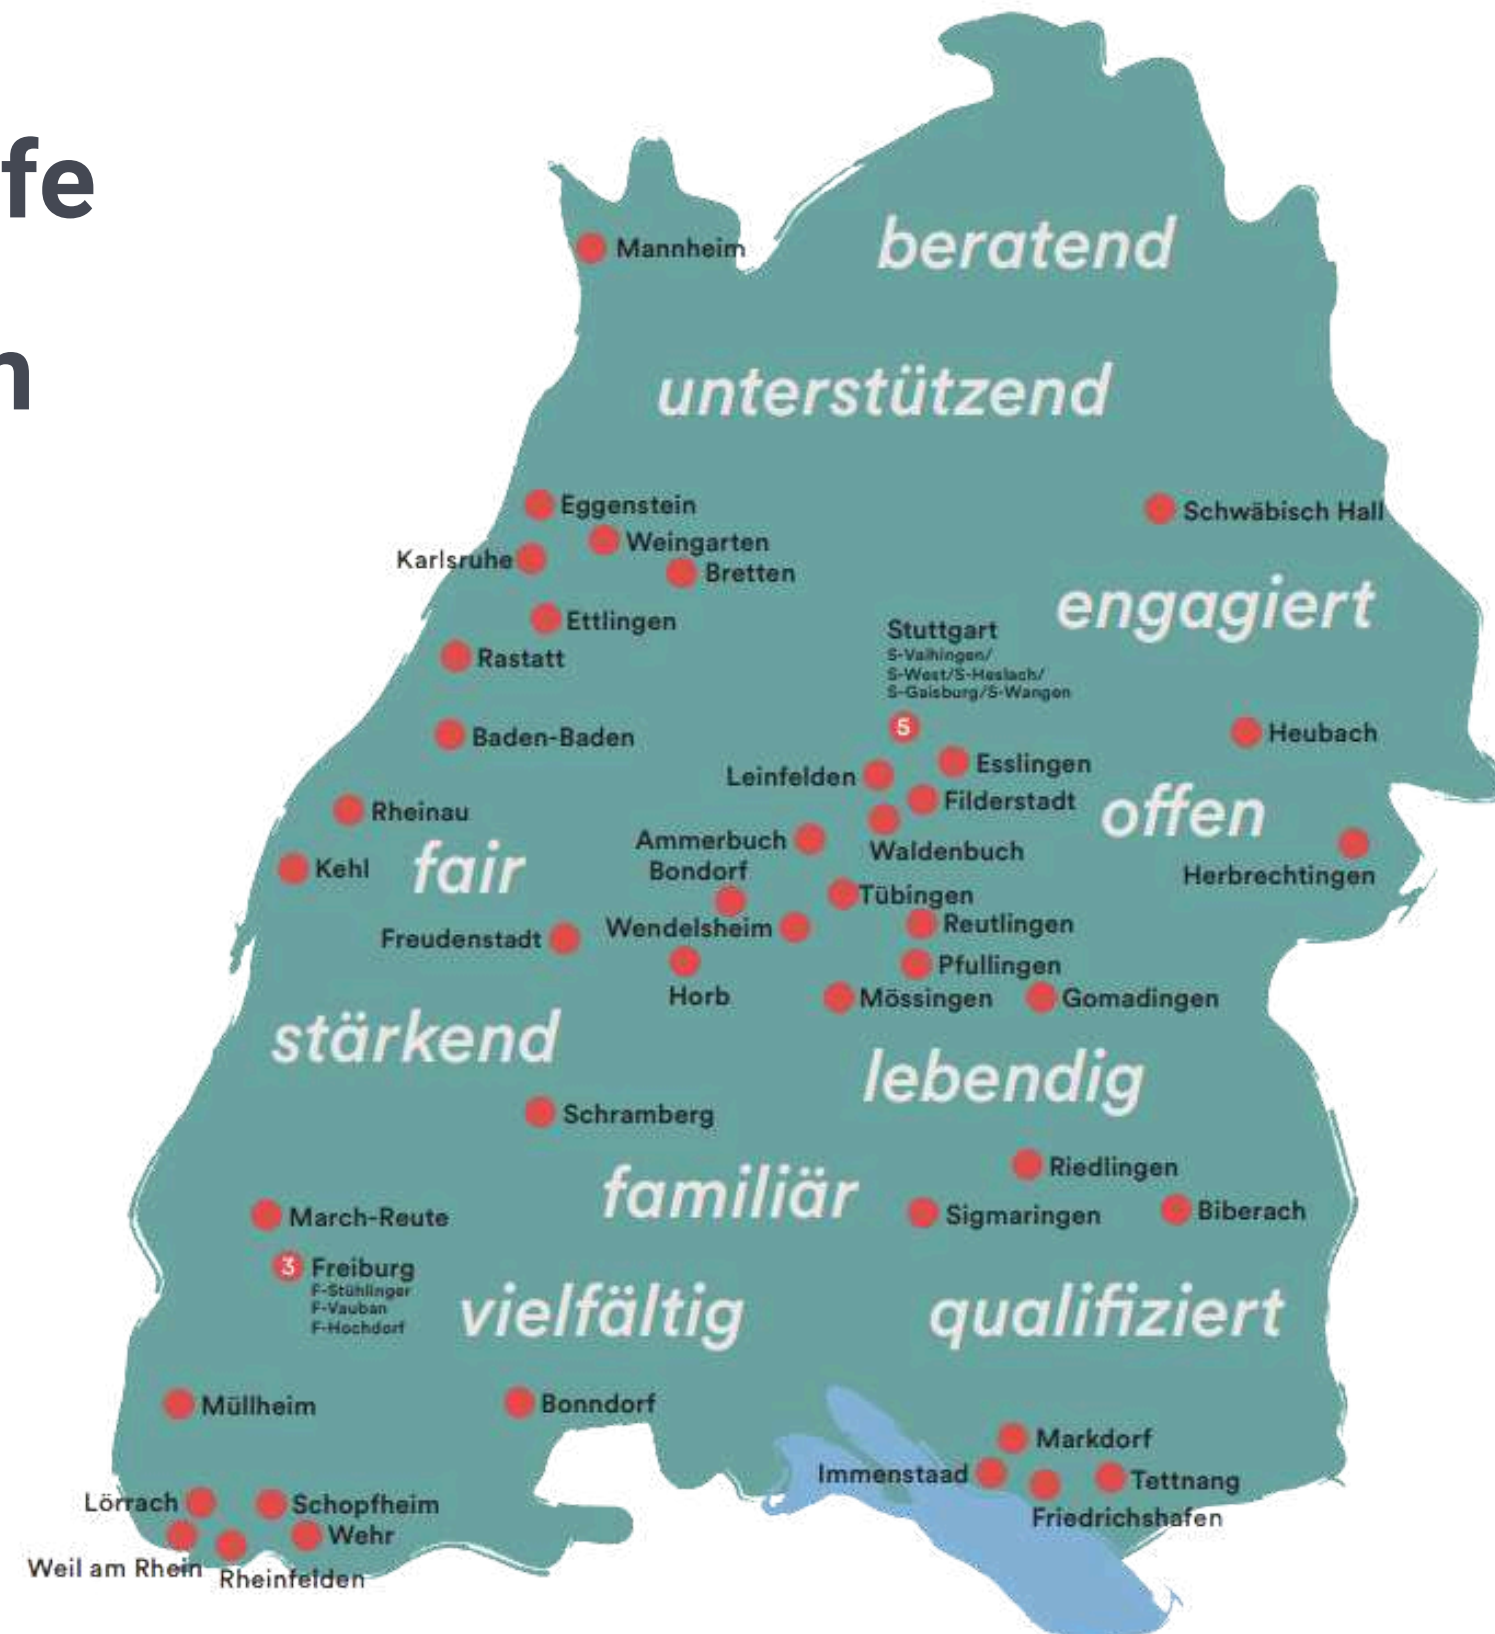 fe
n
Mannheim
beratend
unterstützend
Eggenstein
Schwäbisch Hall
Weingarten
Karlsruhe
Bretten
engagiert
Ettlingen
Stuttgart
S-Vaihingen/
S-West/S-Heslach/
S-Gaisburg/S-Wangen
Rastatt
5
Baden-Baden
Heubach
Esslingen
Leinfelden
Filderstadt
offen
Rheinau
Ammerbuch
Waldenbuch
Kehl
fair
Bondorf
Herbrechtingen
Tübingen
Reutlingen
Wendelsheim
Freudenstadt
Pfullingen
Horb
Mössingen
Gomadingen
stärkend
lebendig
Schramberg
Riedlingen
familiär
Sigmaringen
Biberach
March-Reute
3
Freiburg
F-Stühlinger
F-Vauban
F-Hochdorf
vielfältig
qualifiziert
Müllheim
Bonndorf
Markdorf
Immenstaad
Tettnang
Friedrichshafen
Lörrach
Schopfheim
Wehr
Weil am Rhein
Rheinfelden